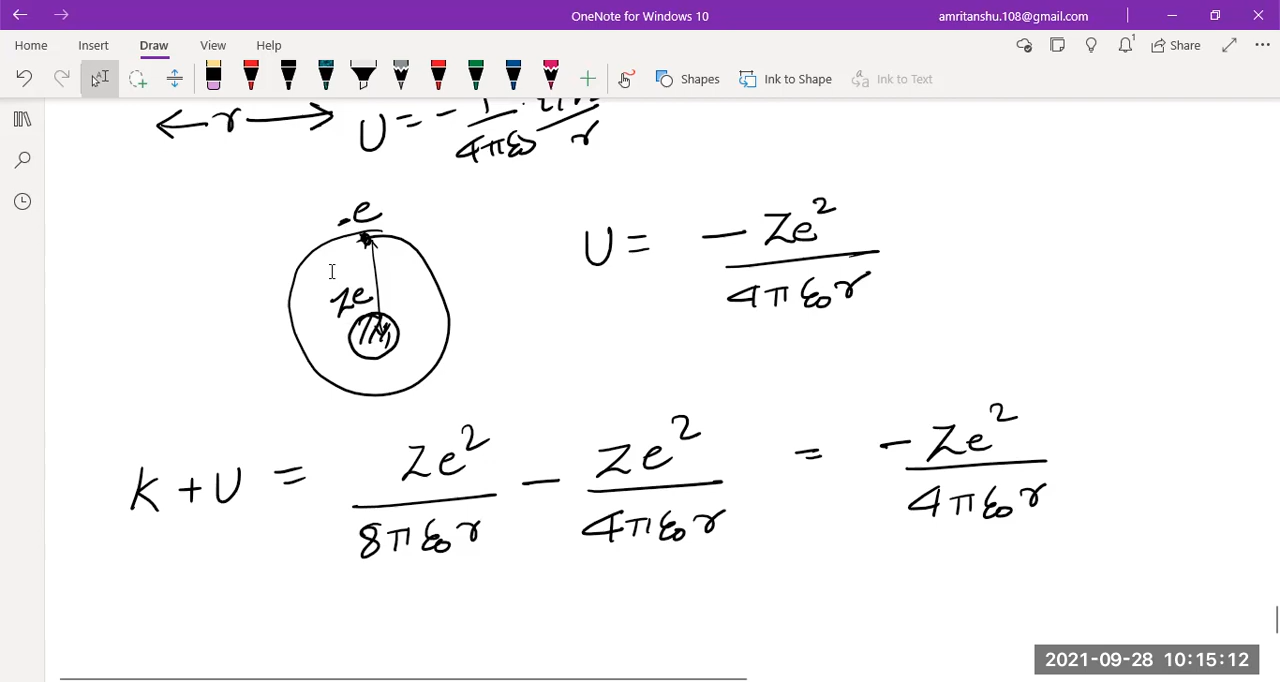 OneNote for Windows 10
amritanshu.108@gmail.com
Home Insert Draw View Help
Share
Shapes Ink to Shape Ink to Text
← r → U = - 1/4πε₀ · /r
-e
Ze
U = -Ze²/4πε₀r
K + U = Ze²/8πε₀r - Ze²/4πε₀r = -Ze²/4πε₀r
2021-09-28 10:15:12